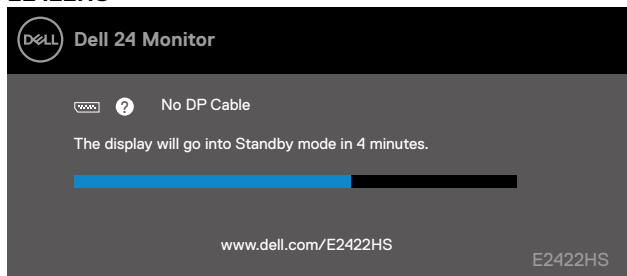 E2422HS
DELL Dell 24 Monitor
? No DP Cable
The display will go into Standby mode in 4 minutes.
www.dell.com/E2422HS
E2422HS